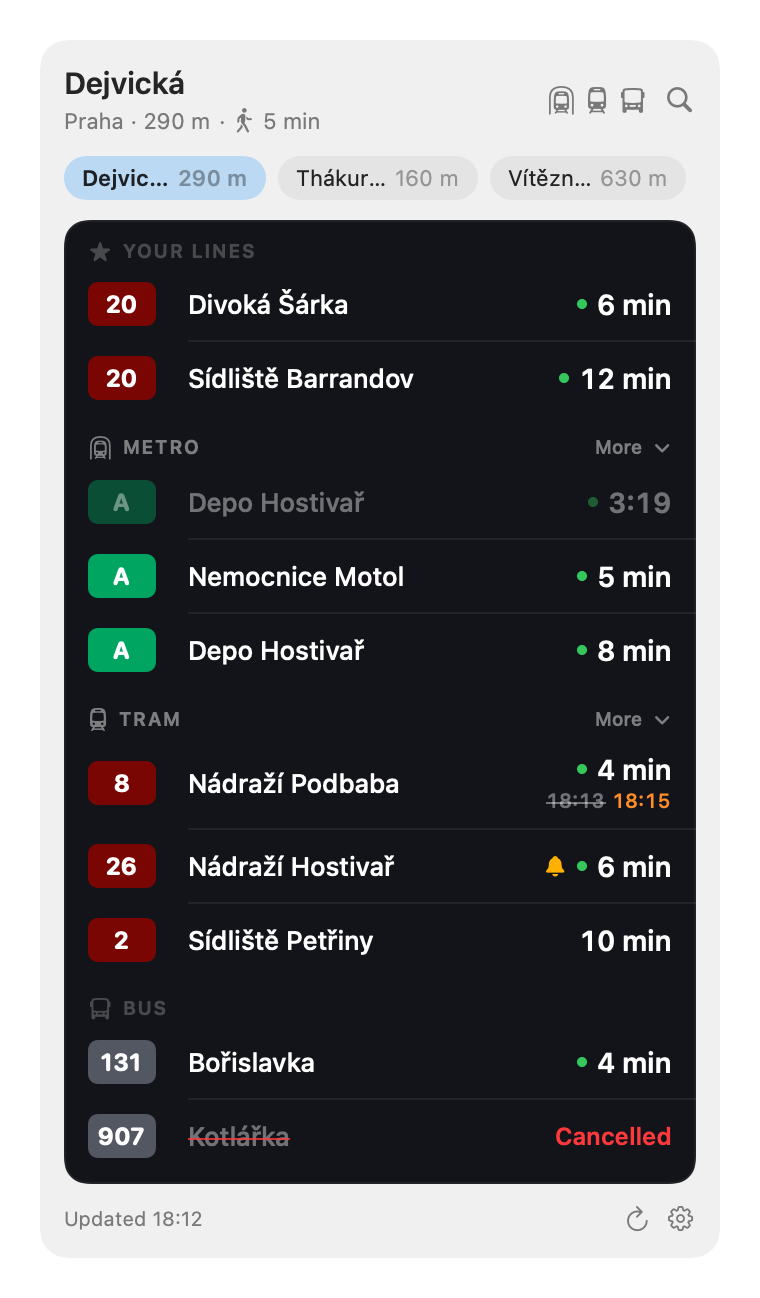 Dejvická
Praha · 290 m · 5 min
Dejvic... 290 m Thákur... 160 m Vítězn... 630 m
YOUR LINES
20 Divoká Šárka 6 min
20 Sídliště Barrandov 12 min
METRO More
A Depo Hostivař 3:19
A Nemocnice Motol 5 min
A Depo Hostivař 8 min
TRAM More
8 Nádraží Podbaba 4 min
18:13 18:15
26 Nádraží Hostivař 6 min
2 Sídliště Petřiny 10 min
BUS
131 Bořislavka 4 min
907 Kotlářka Cancelled
Updated 18:12